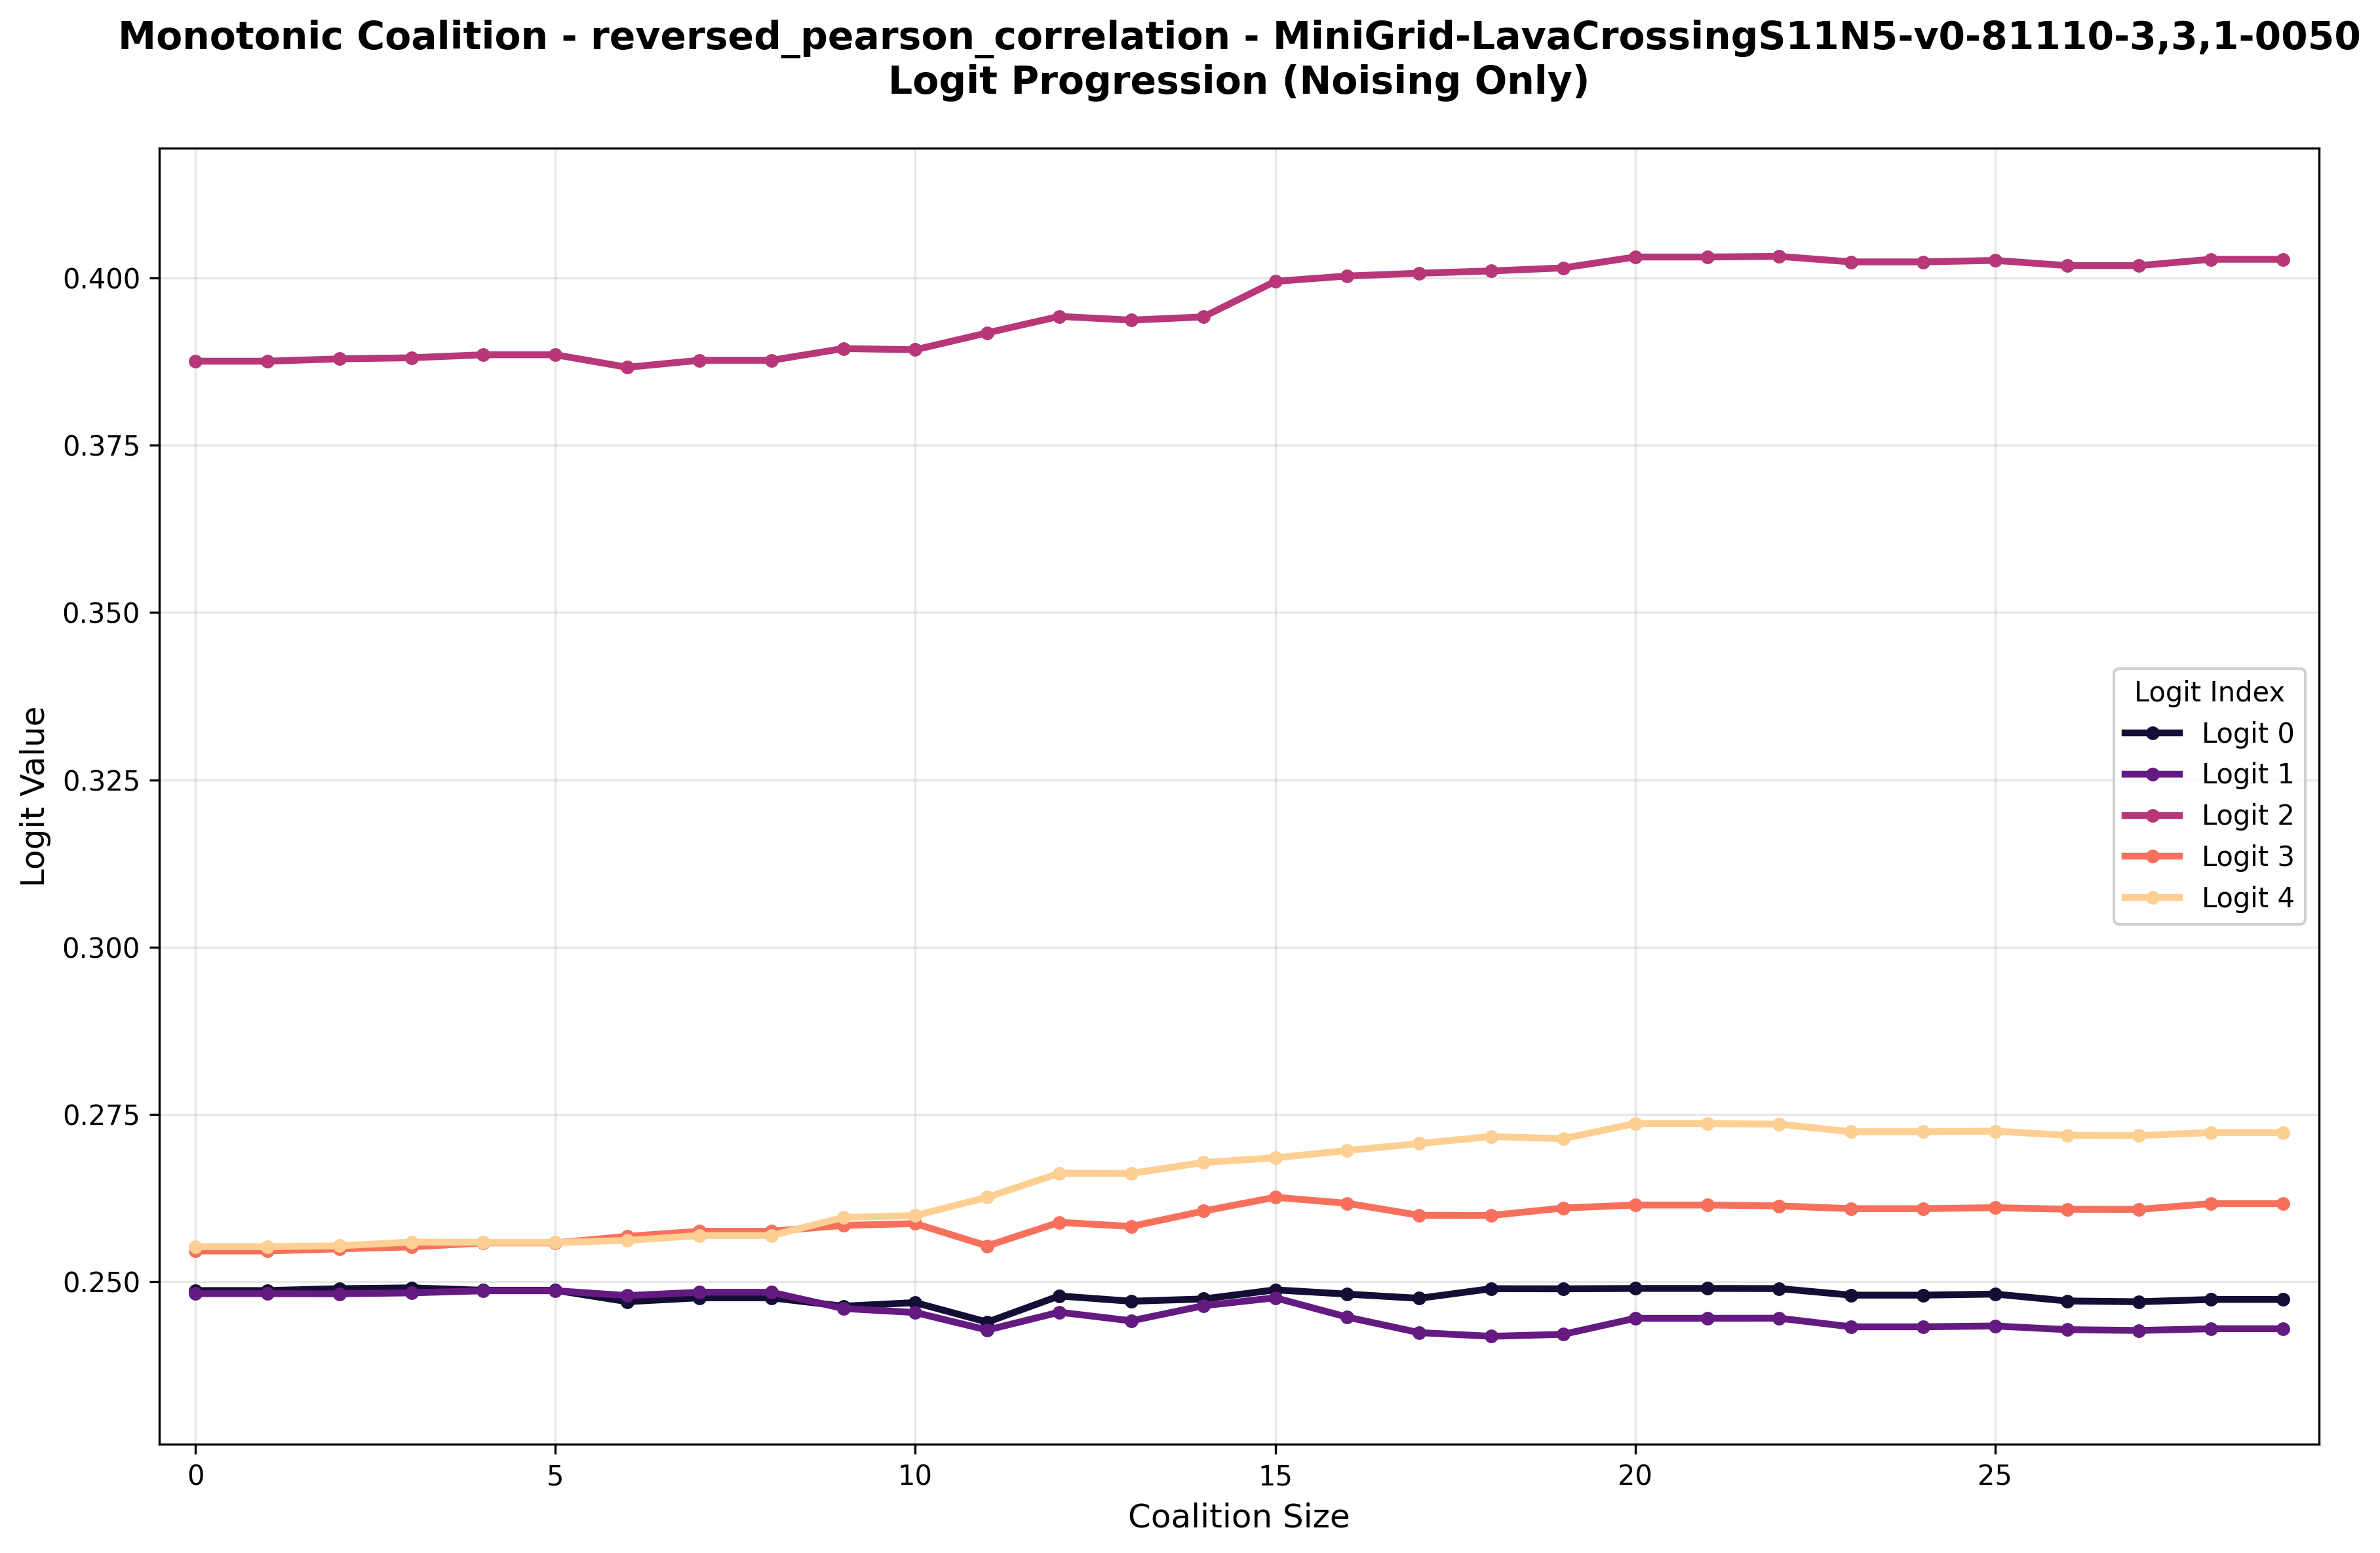 Monotonic Coalition - reversed_pearson_correlation - MiniGrid-LavaCrossingS11N5-v0-81110-3,3,1-0050
Logit Progression (Noising Only)
0.400
0.375
0.350
0.325
0.300
0.275
0.250
Logit Value
Logit Index
Logit 0
Logit 1
Logit 2
Logit 3
Logit 4
0 5 10 15 20 25
Coalition Size